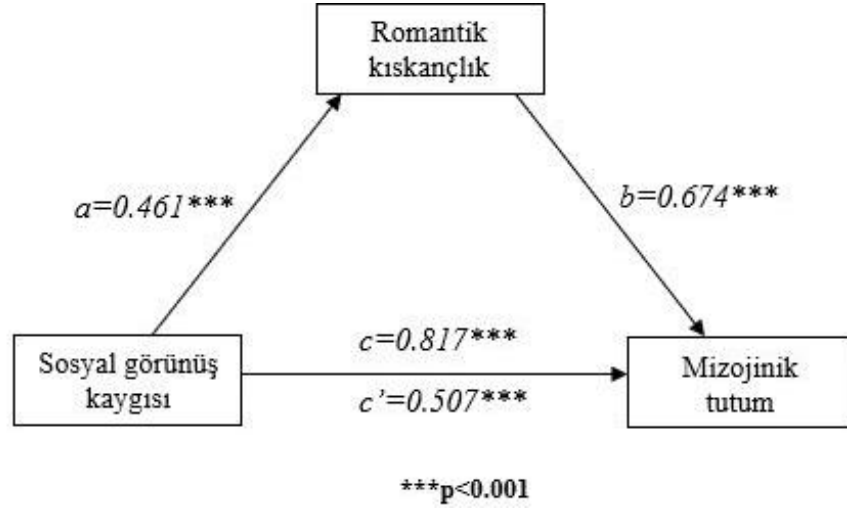 Romantik
kıskançlık
a=0.461***
b=0.674***
Sosyal görünüş
kaygısı
c=0.817***
c’=0.507***
Mizojinik
tutum
***p<0.001